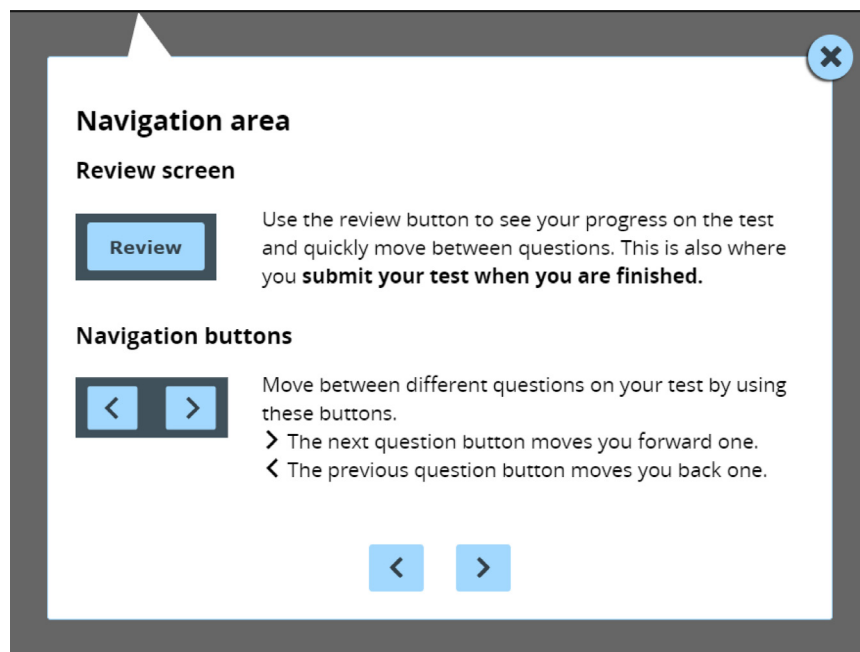 Navigation area
Review screen
Review
Use the review button to see your progress on the test
and quickly move between questions. This is also where
you submit your test when you are finished.
Navigation buttons
Move between different questions on your test by using
these buttons.
> The next question button moves you forward one.
< The previous question button moves you back one.